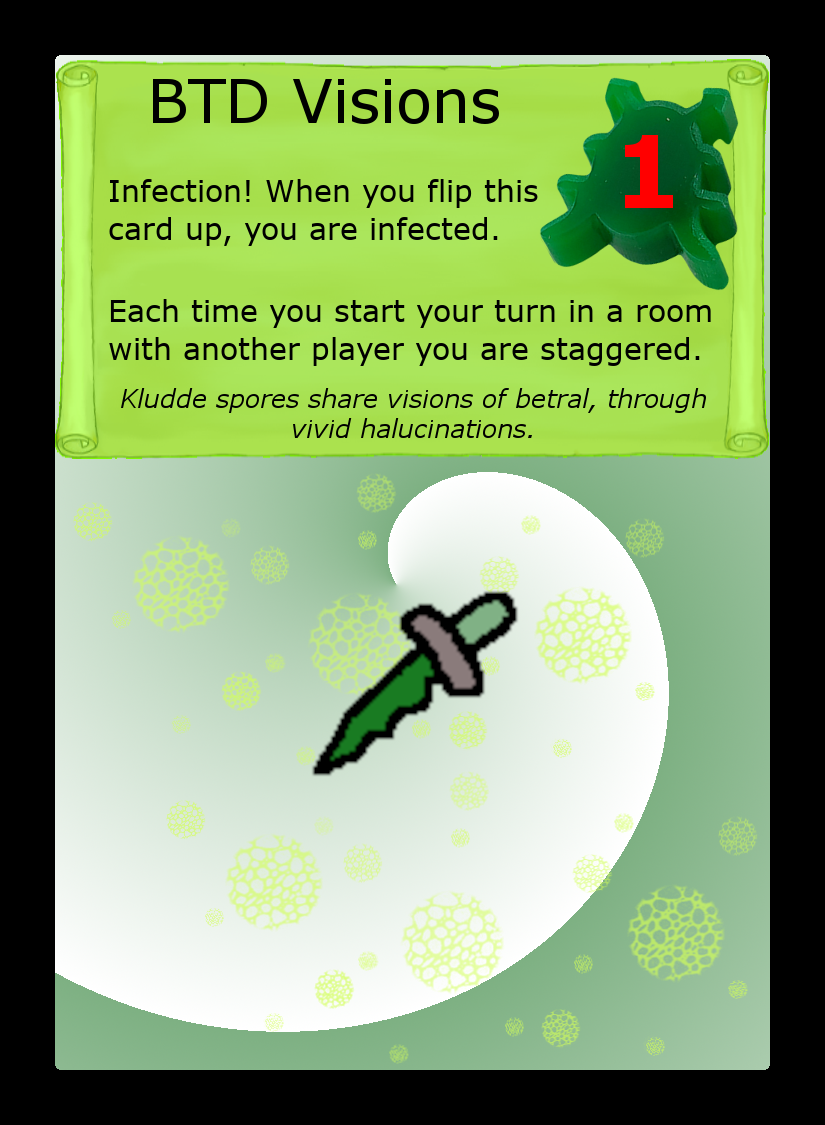 BTD Visions
1
Infection! When you flip this
card up, you are infected.
Each time you start your turn in a room
with another player you are staggered.
Kludde spores share visions of betral, through
vivid halucinations.